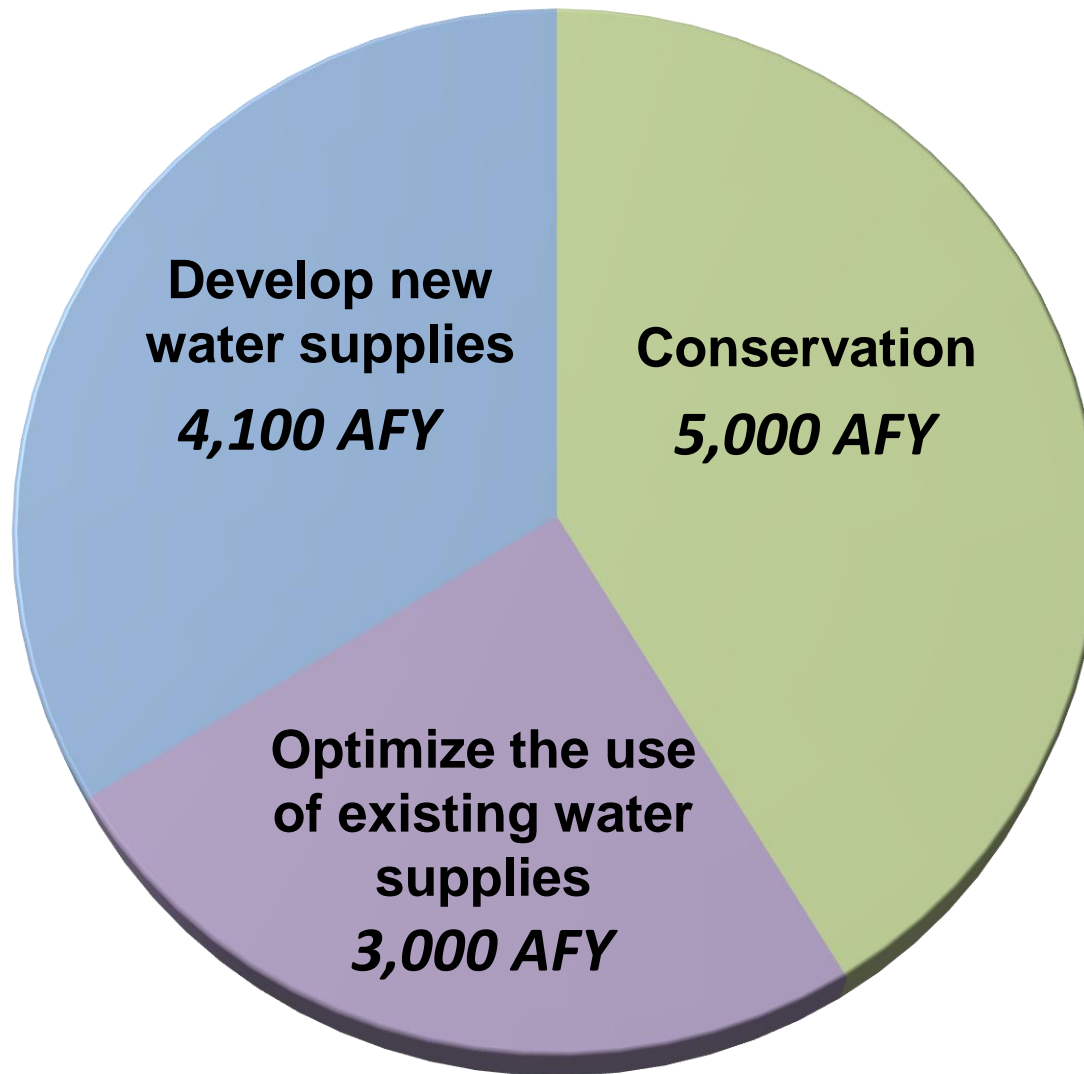 Develop new
water supplies
4,100 AFY
Conservation
5,000 AFY
Optimize the use
of existing water
supplies
3,000 AFY